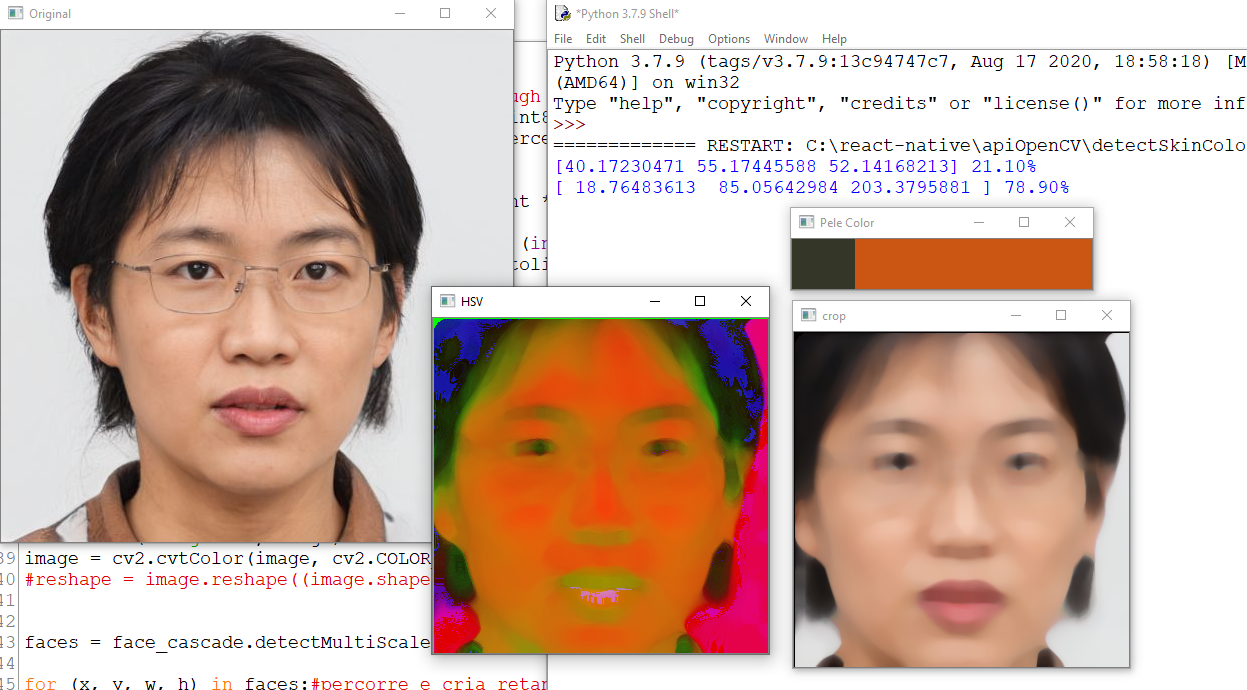 Original
*Python 3.7.9 Shell*
File Edit Shell Debug Options Window Help
Python 3.7.9 (tags/v3.7.9:13c94747c7, Aug 17 2020, 18:58:18) [M
(AMD64)] on win32
Type "help", "copyright", "credits" or "license()" for more inf
>>>
============= RESTART: C:\react-native\apiOpenCV\detectSkinColo
[40.17230471 55.17445588 52.14168213] 21.10%
[ 18.76483613  85.05642984 203.3795881 ] 78.90%
Pele Color
HSV
crop
39 image = cv2.cvtColor(image, cv2.COLOR
40 #reshape = image.reshape((image.shape
41
42
43 faces = face_cascade.detectMultiScale
44
45 for (x, y, w, h) in faces:#percorre e cria retan